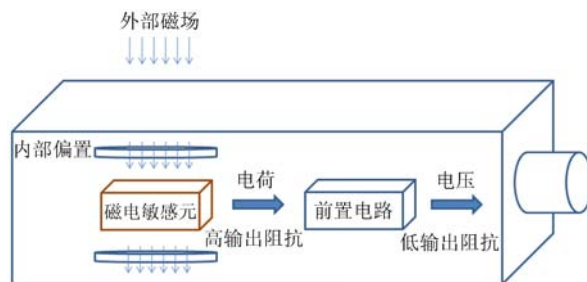 外部磁场
内部偏置
磁电敏感元
电荷
高输出阻抗
前置电路
电压
低输出阻抗